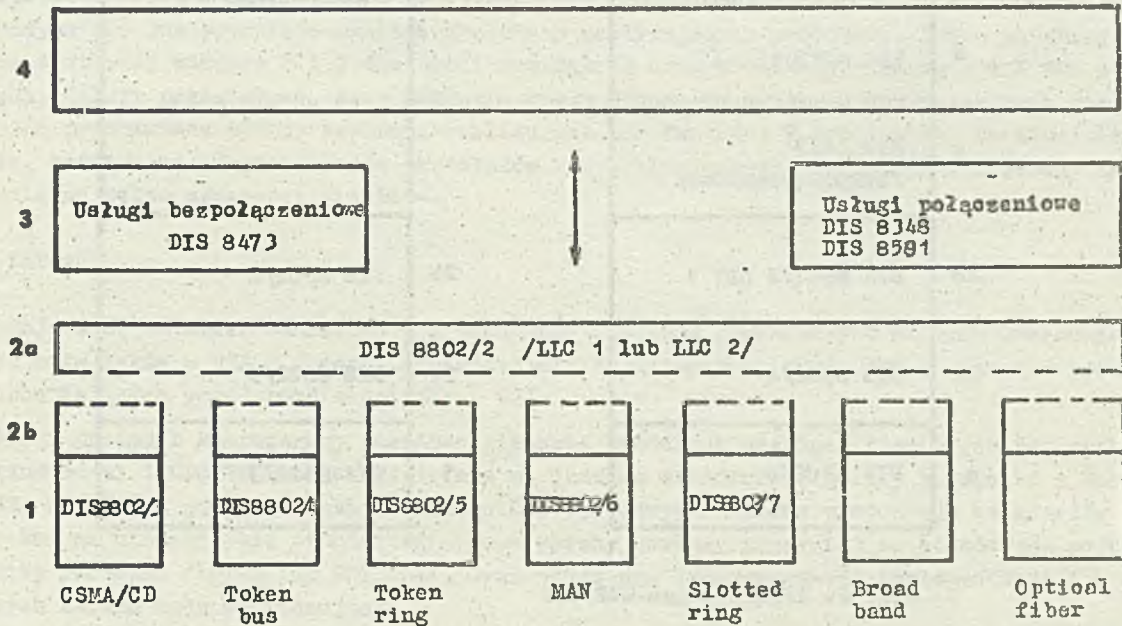 4
3
Usługi bezpołączeniowe
DIS 8473
Usługi połączeniowe
DIS 8348
DIS 8581
2a
DIS 8802/2 /LLC 1 lub LLC 2/
2b
1
DIS8802/3
DIS8802/4
DIS8802/5
DIS8802/6
DIS8802/7
CSMA/CD
Token
bus
Token
ring
MAN
Slotted
ring
Broad
band
Optical
fiber